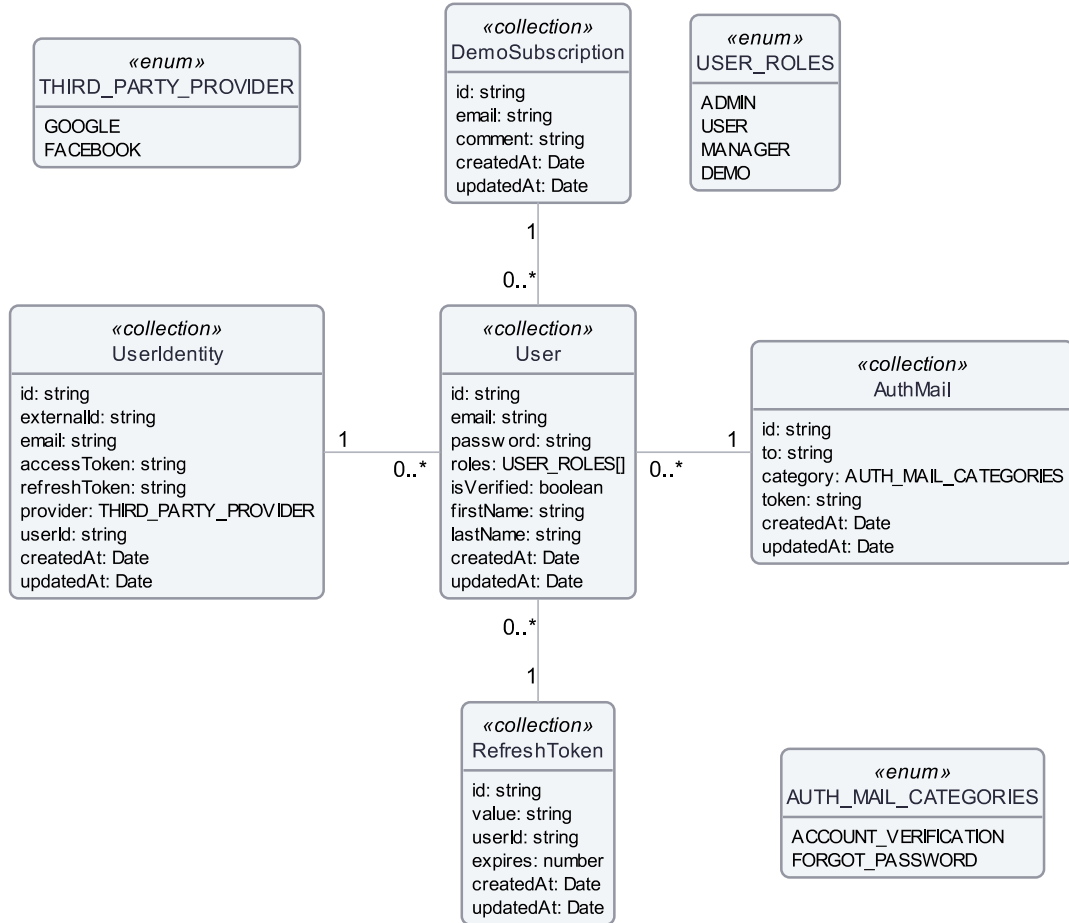 «enum»
THIRD_PARTY_PROVIDER
GOOGLE
FACEBOOK
«collection»
DemoSubscription
id: string
email: string
comment: string
createdAt: Date
updatedAt: Date
«enum»
USER_ROLES
ADMIN
USER
MANAGER
DEMO
1
0..*
«collection»
UserIdentity
id: string
externalId: string
email: string
accessToken: string
refreshToken: string
provider: THIRD_PARTY_PROVIDER
userId: string
createdAt: Date
updatedAt: Date
1
0..*
«collection»
User
id: string
email: string
password: string
roles: USER_ROLES[]
isVerified: boolean
firstName: string
lastName: string
createdAt: Date
updatedAt: Date
1
0..*
«collection»
AuthMail
id: string
to: string
category: AUTH_MAIL_CATEGORIES
token: string
createdAt: Date
updatedAt: Date
0..*
1
«collection»
RefreshToken
id: string
value: string
userId: string
expires: number
createdAt: Date
updatedAt: Date
«enum»
AUTH_MAIL_CATEGORIES
ACCOUNT_VERIFICATION
FORGOT_PASSWORD